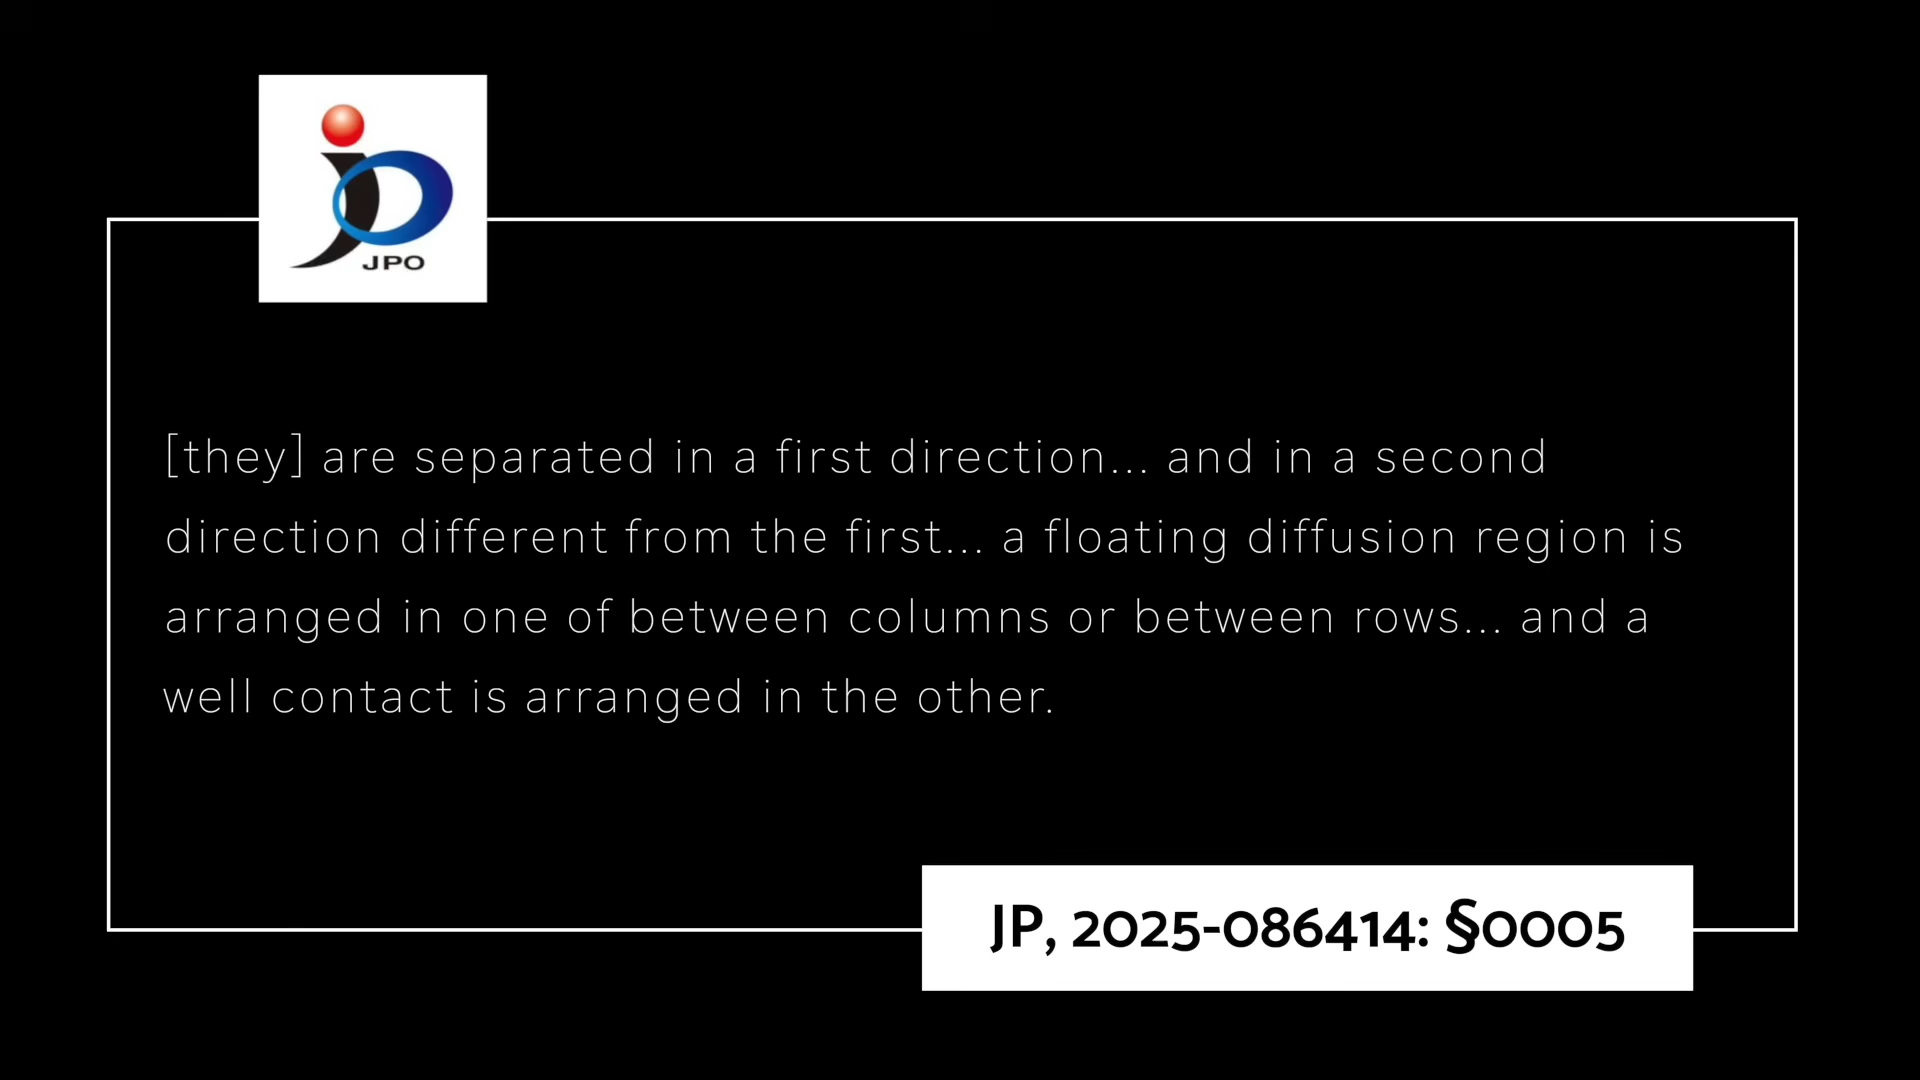 JPO
[they] are separated in a first direction... and in a second
direction different from the first... a floating diffusion region is
arranged in one of between columns or between rows... and a
well contact is arranged in the other.
JP, 2025-086414: §0005